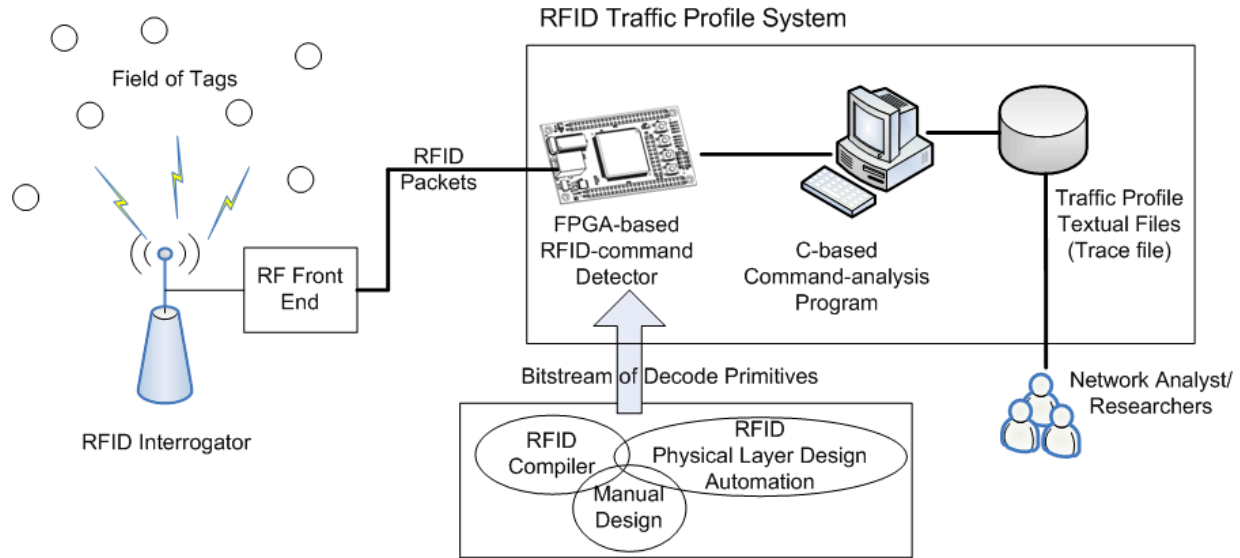 RFID Traffic Profile System
Field of Tags
RFID
Packets
RF Front
End
RFID Interrogator
FPGA-based
RFID-command
Detector
C-based
Command-analysis
Program
Traffic Profile
Textual Files
(Trace file)
Network Analyst/
Researchers
Bitstream of Decode Primitives
RFID
Compiler
RFID
Physical Layer Design
Automation
Manual
Design